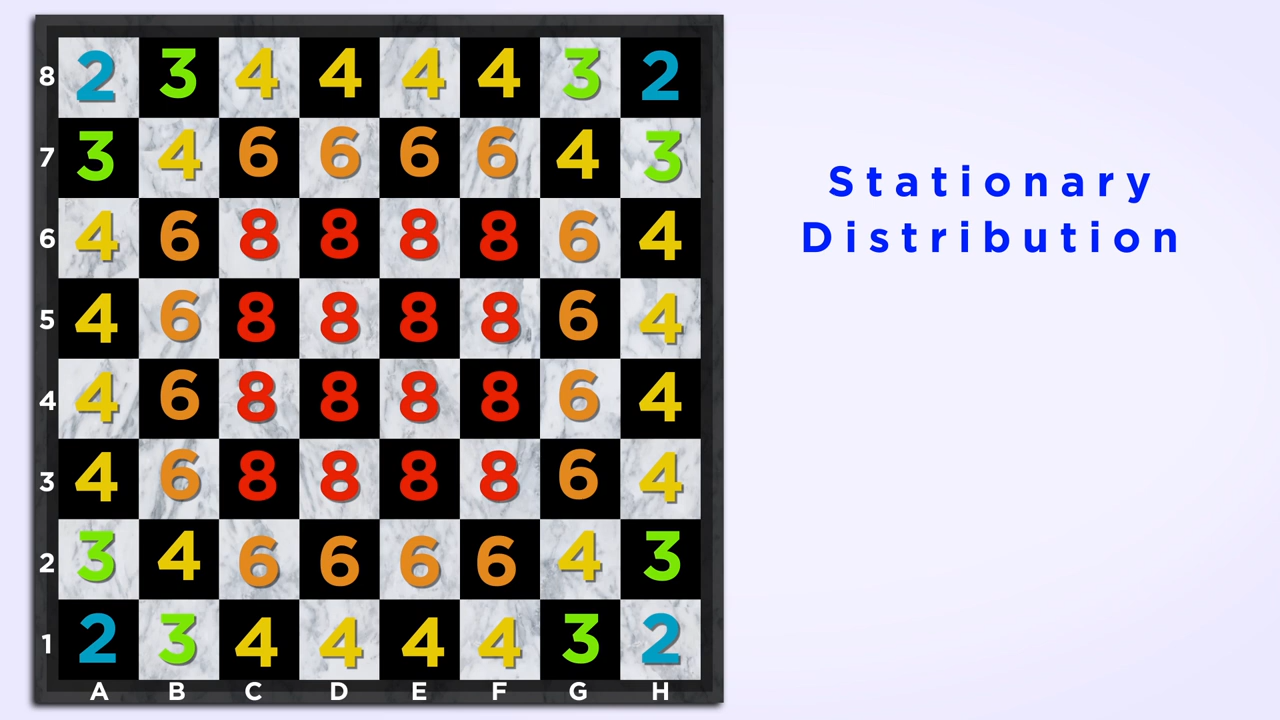 8 2 3 4 4 4 4 3 2
7 3 4 6 6 6 6 4 3
6 4 6 8 8 8 8 6 4
5 4 6 8 8 8 8 6 4
4 4 6 8 8 8 8 6 4
3 4 6 8 8 8 8 6 4
2 3 4 6 6 6 6 4 3
1 2 3 4 4 4 4 3 2
A B C D E F G H
Stationary
Distribution